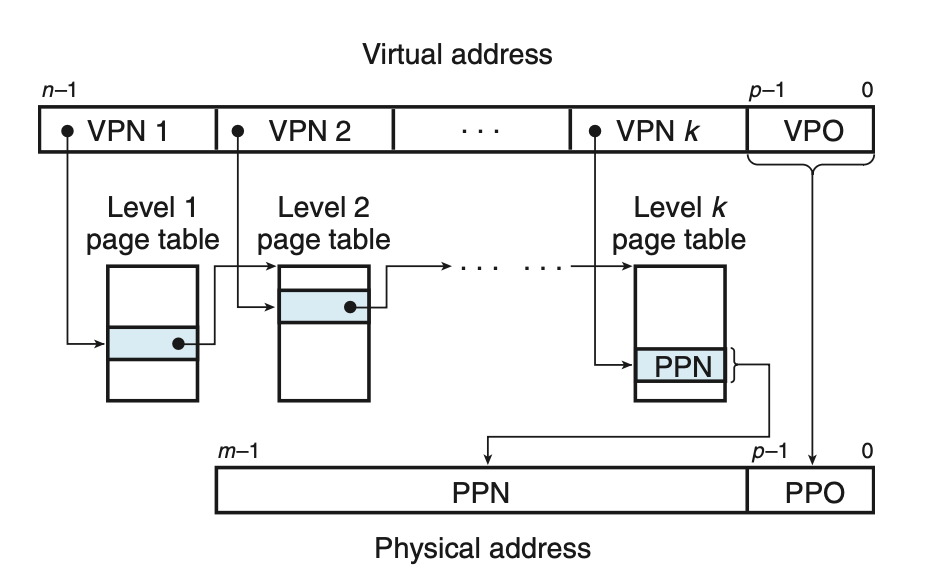 Virtual address
n–1 p–1 0
VPN 1 VPN 2 . . . VPN k VPO
Level 1
page table
Level 2
page table
Level k
page table
. . . . . .
PPN
m–1 p–1 0
PPN PPO
Physical address